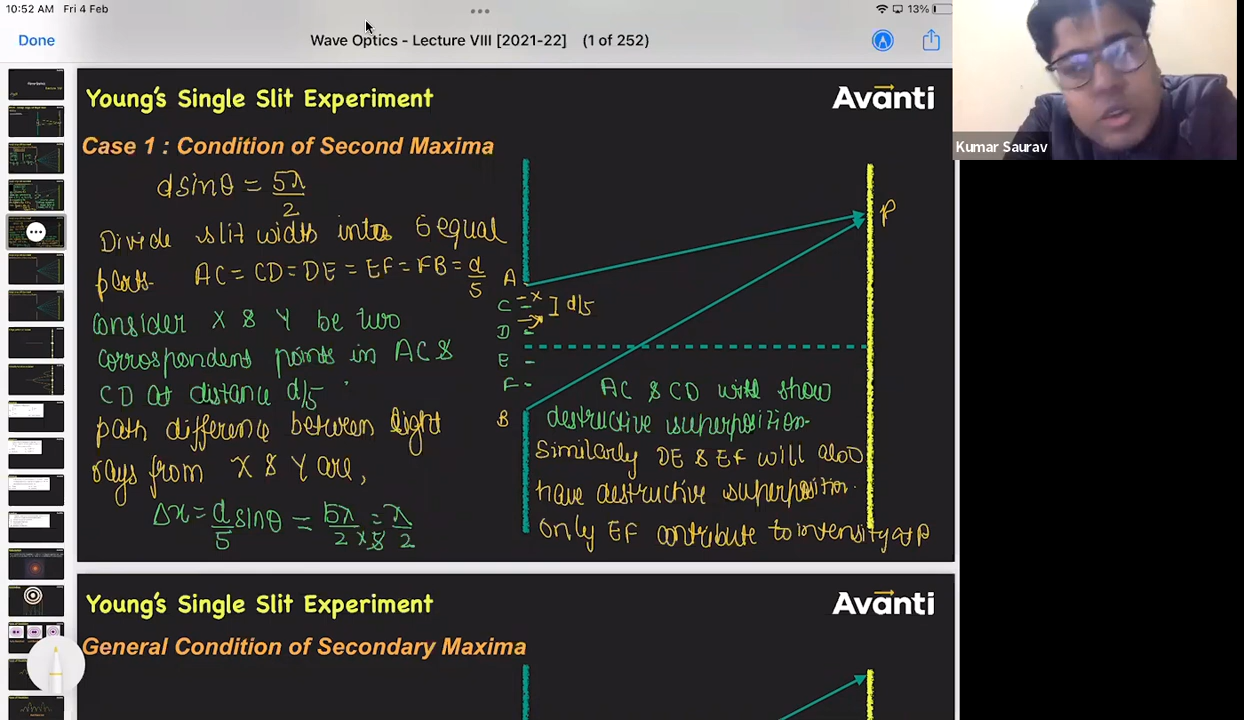 10:52 AM Fri 4 Feb
13%
Done
Wave Optics - Lecture VIII [2021-22] (1 of 252)
Kumar Saurav
Young's Single Slit Experiment
Avanti
Case 1 : Condition of Second Maxima
dsinθ = 5λ/2
Divide slit width into 5 equal
parts. AC = CD = DE = EF = FB = d/5
consider X & Y be two
correspondent points in AC &
CD at distance d/5
path difference between light
rays from X & Y are,
Δx = d/5 sinθ = 5λ/2×5 = λ/2
A
C
D
E
F
B
x
y
] d/5
P
AC & CD with show
destructive superposition.
Similarly DE & EF will also
have destructive superposition.
only EF contribute to intensity at P
Young's Single Slit Experiment
Avanti
General Condition of Secondary Maxima